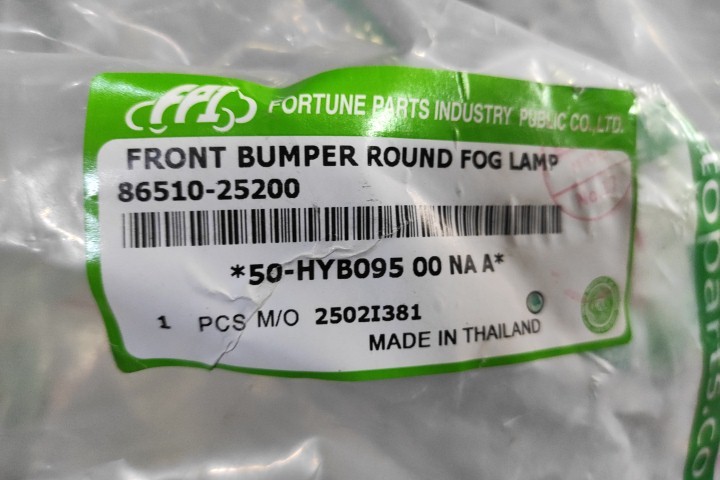 FPI FORTUNE PARTS INDUSTRY PUBLIC CO.,LTD.
FRONT BUMPER ROUND FOG LAMP
86510-25200
*50-HYB095 00 NA A*
1 PCS M/O 2502I381
MADE IN THAILAND